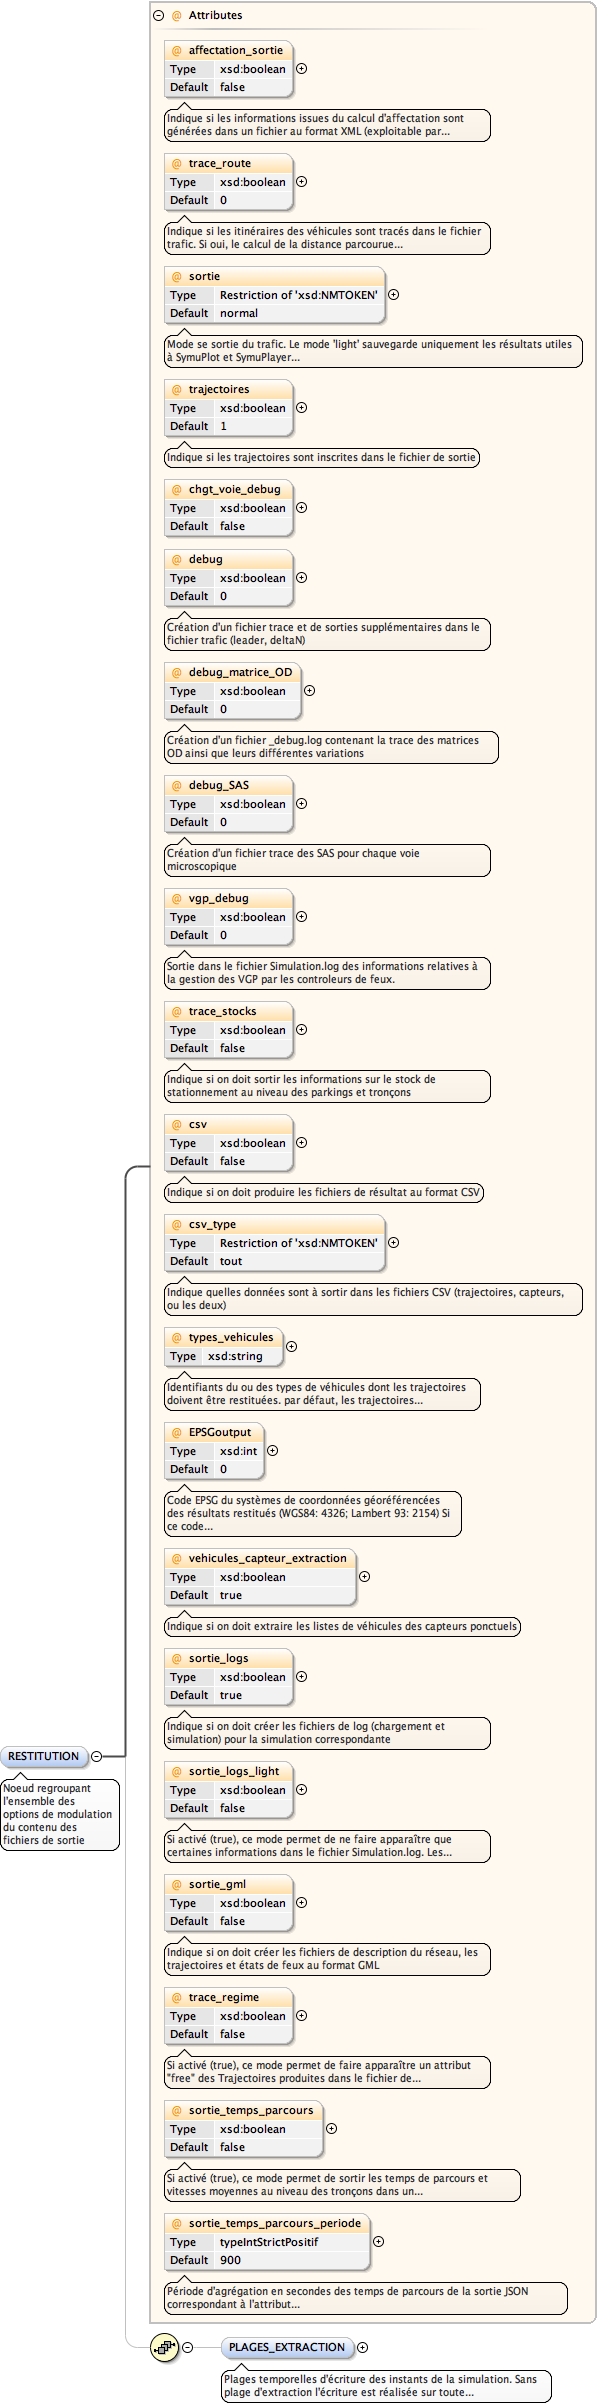 Attributes
@ affectation_sortie
Type xsd:boolean
Default false
Indique si les informations issues du calcul d'affectation sont
générées dans un fichier au format XML (exploitable par...
@ trace_route
Type xsd:boolean
Default 0
Indique si les itinéraires des véhicules sont tracés dans le fichier
trafic. Si oui, le calcul de la distance parcourue...
@ sortie
Type Restriction of 'xsd:NMTOKEN'
Default normal
Mode se sortie du trafic. Le mode 'light' sauvegarde uniquement les résultats utiles
à SymuPlot et SymuPlayer...
@ trajectoires
Type xsd:boolean
Default 1
Indique si les trajectoires sont inscrites dans le fichier de sortie
@ chgt_voie_debug
Type xsd:boolean
Default false
@ debug
Type xsd:boolean
Default 0
Création d'un fichier trace et de sorties supplémentaires dans le
fichier trafic (leader, deltaN)
@ debug_matrice_OD
Type xsd:boolean
Default 0
Création d'un fichier _debug.log contenant la trace des matrices
OD ainsi que leurs différentes variations
@ debug_SAS
Type xsd:boolean
Default 0
Création d'un fichier trace des SAS pour chaque voie
microscopique
@ vgp_debug
Type xsd:boolean
Default 0
Sortie dans le fichier Simulation.log des informations relatives à
la gestion des VGP par les controleurs de feux.
@ trace_stocks
Type xsd:boolean
Default false
Indique si on doit sortir les informations sur le stock de
stationnement au niveau des parkings et tronçons
@ csv
Type xsd:boolean
Default false
Indique si on doit produire les fichiers de résultat au format CSV
@ csv_type
Type Restriction of 'xsd:NMTOKEN'
Default tout
Indique quelles données sont à sortir dans les fichiers CSV (trajectoires, capteurs,
ou les deux)
@ types_vehicules
Type xsd:string
Identifiants du ou des types de véhicules dont les trajectoires
doivent être restituées. par défaut, les trajectoires...
@ EPSGoutput
Type xsd:int
Default 0
Code EPSG du systèmes de coordonnées géoréférencées
des résultats restitués (WGS84: 4326; Lambert 93: 2154) Si
ce code...
@ vehicules_capteur_extraction
Type xsd:boolean
Default true
Indique si on doit extraire les listes de véhicules des capteurs ponctuels
@ sortie_logs
Type xsd:boolean
Default true
Indique si on doit créer les fichiers de log (chargement et
simulation) pour la simulation correspondante
@ sortie_logs_light
Type xsd:boolean
Default false
Si activé (true), ce mode permet de ne faire apparaître que
certaines informations dans le fichier Simulation.log. Les...
@ sortie_gml
Type xsd:boolean
Default false
Indique si on doit créer les fichiers de description du réseau, les
trajectoires et états de feux au format GML
@ trace_regime
Type xsd:boolean
Default false
Si activé (true), ce mode permet de faire apparaître un attribut
"free" des Trajectoires produites dans le fichier de...
@ sortie_temps_parcours
Type xsd:boolean
Default false
Si activé (true), ce mode permet de sortir les temps de parcours et
vitesses moyennes au niveau des tronçons dans un...
@ sortie_temps_parcours_periode
Type typeIntStrictPositif
Default 900
Période d'agrégation en secondes des temps de parcours de la sortie JSON
correspondant à l'attribut...
RESTITUTION
Noeud regroupant
l'ensemble des
options de modulation
du contenu des
fichiers de sortie
PLAGES_EXTRACTION
Plages temporelles d'écriture des instants de la simulation. Sans
plage d'extraction l'écriture est réalisée sur toute...